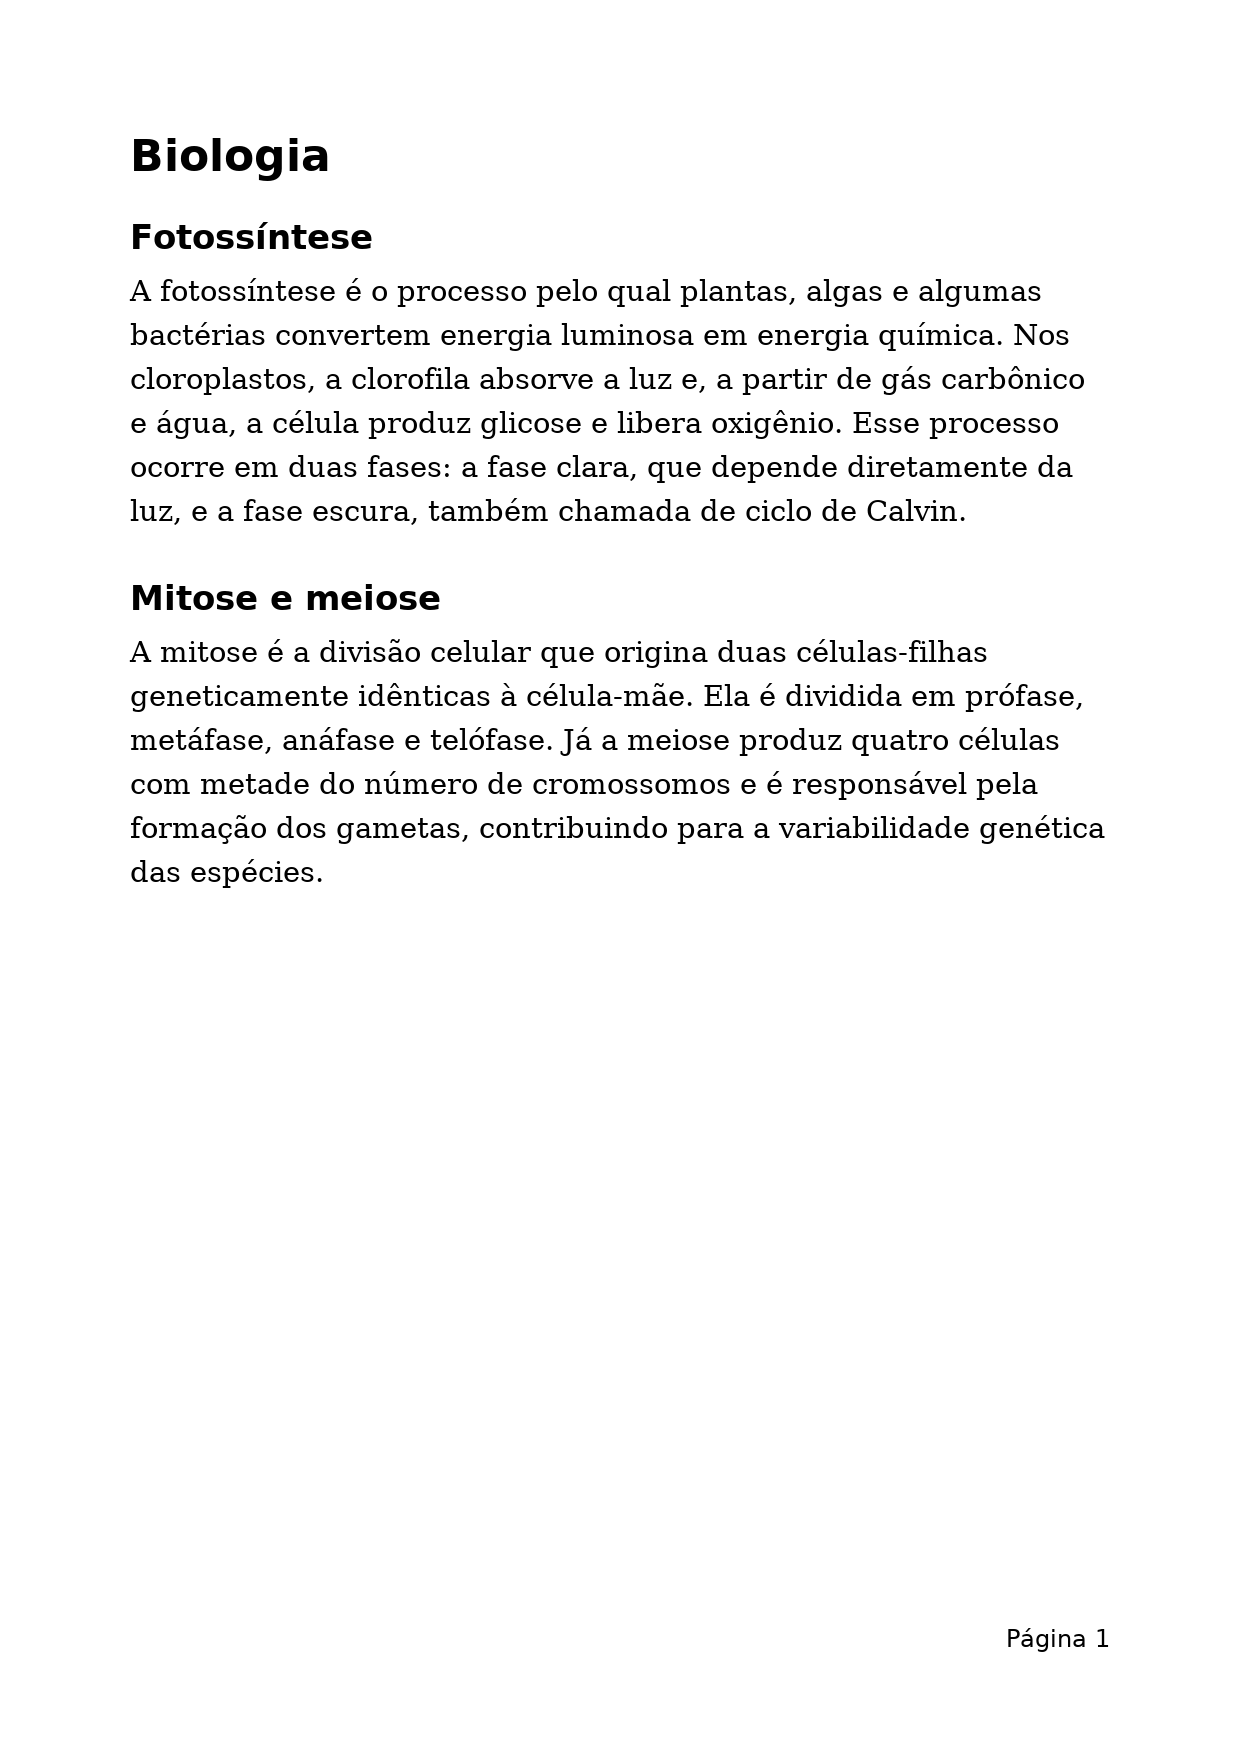 Biologia
Fotossíntese
A fotossíntese é o processo pelo qual plantas, algas e algumas
bactérias convertem energia luminosa em energia química. Nos
cloroplastos, a clorofila absorve a luz e, a partir de gás carbônico
e água, a célula produz glicose e libera oxigênio. Esse processo
ocorre em duas fases: a fase clara, que depende diretamente da
luz, e a fase escura, também chamada de ciclo de Calvin.
Mitose e meiose
A mitose é a divisão celular que origina duas células-filhas
geneticamente idênticas à célula-mãe. Ela é dividida em prófase,
metáfase, anáfase e telófase. Já a meiose produz quatro células
com metade do número de cromossomos e é responsável pela
formação dos gametas, contribuindo para a variabilidade genética
das espécies.
Página 1